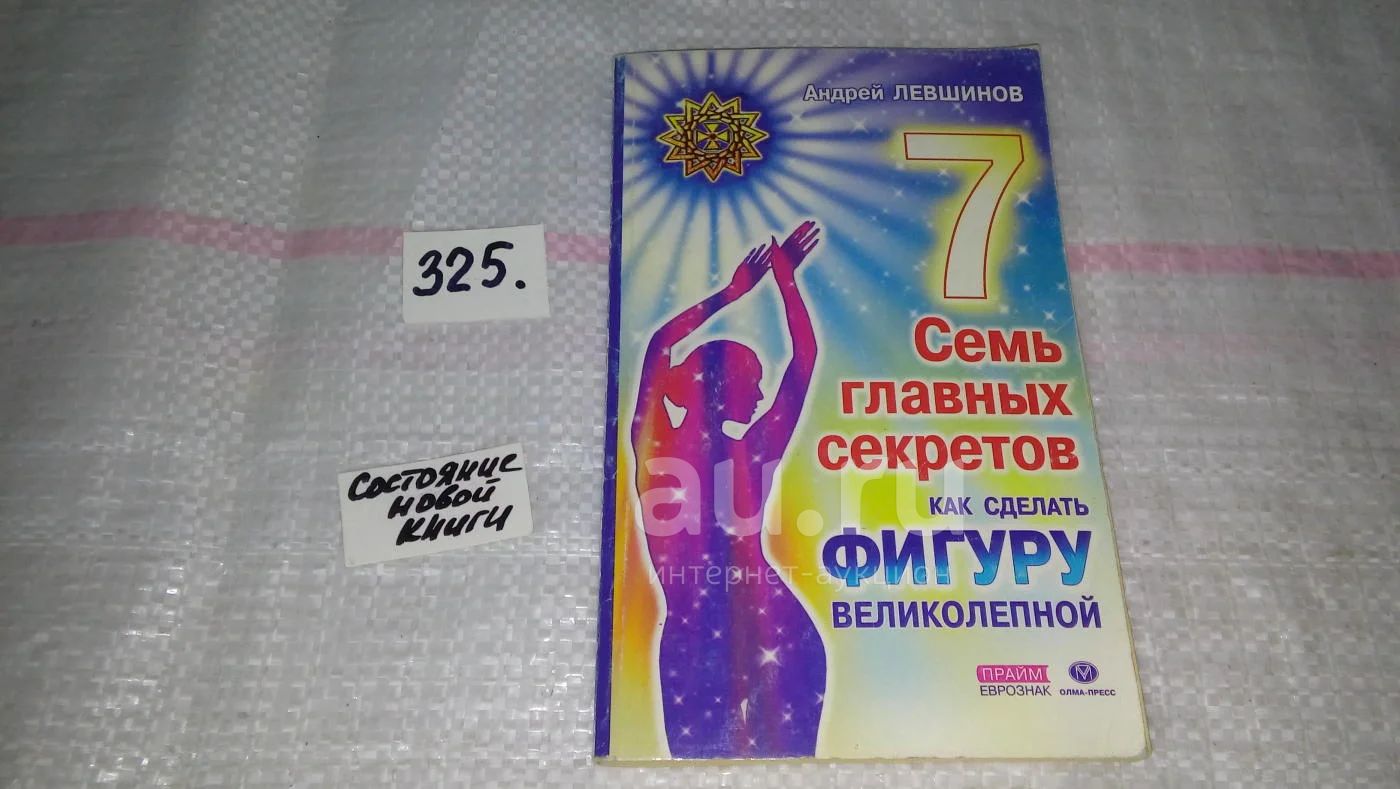 325.
Состояние
новой
книги
Андрей ЛЕВШИНОВ
7
Семь
главных
секретов
КАК СДЕЛАТЬ
ФИГУРУ
ВЕЛИКОЛЕПНОЙ
ПРАЙМ
ЕВРОЗНАК
ОЛМА-ПРЕСС
au.ru
интернет-аукцион